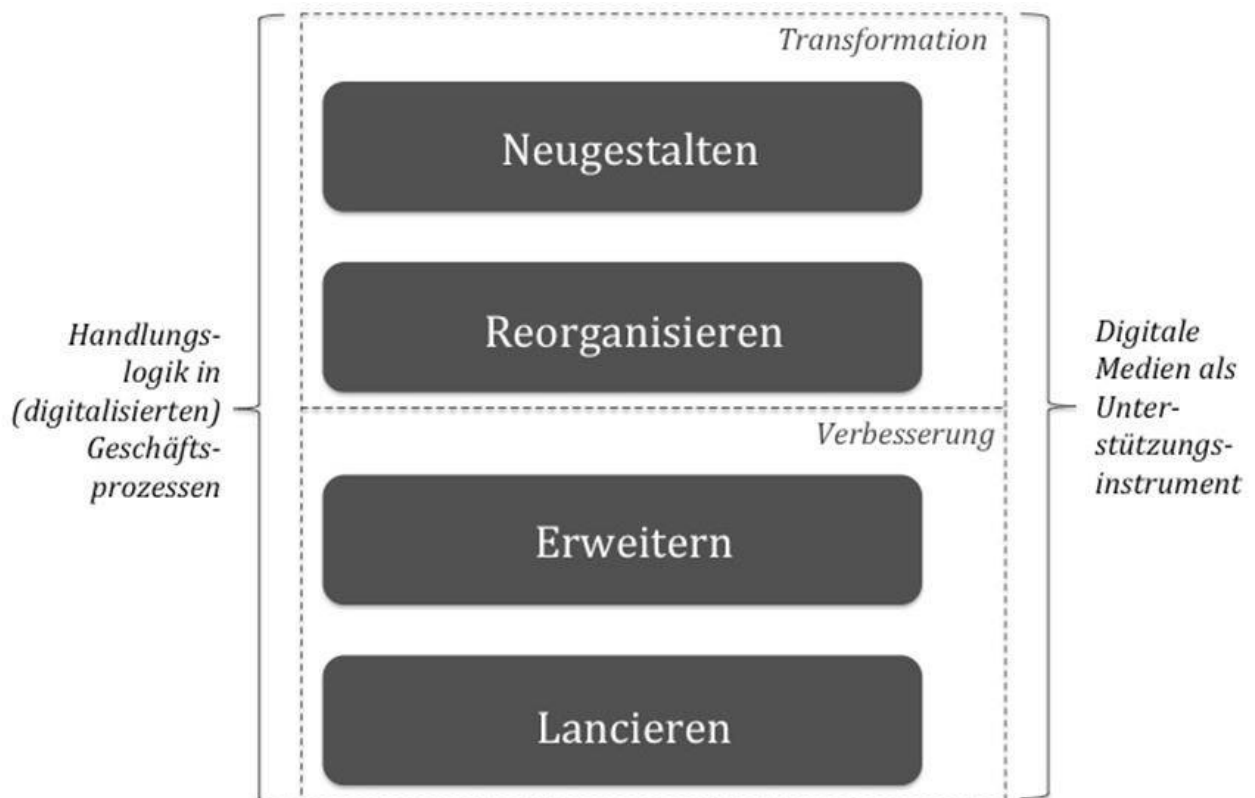 Transformation
Neugestalten
Reorganisieren
Handlungs-
logik in
(digitalisierten)
Geschäfts-
prozessen
Digitale
Medien als
Unter-
stützungs-
instrument
Verbesserung
Erweitern
Lancieren